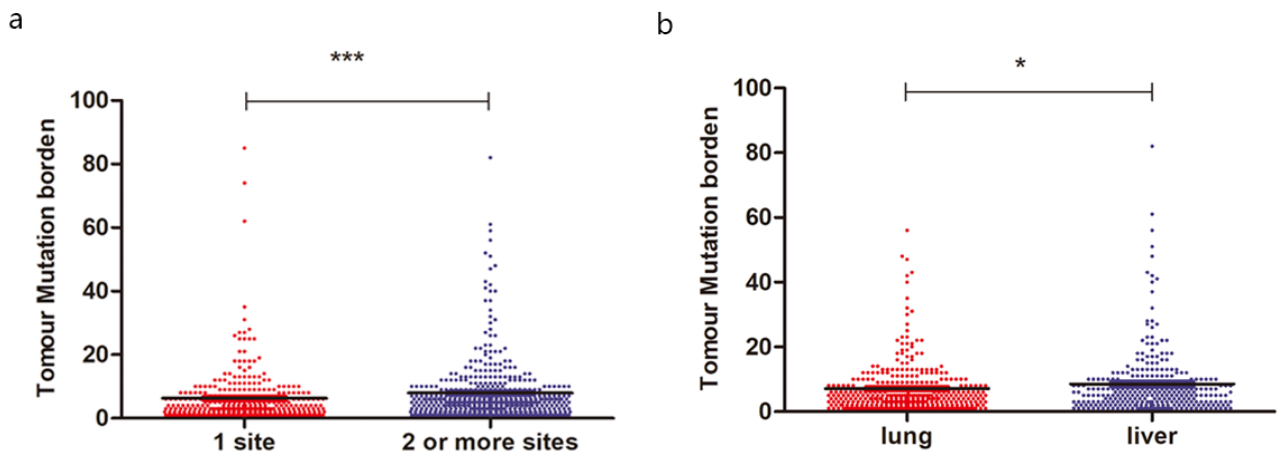 a
***
Tomour Mutation borden
100
80
60
40
20
0
1 site
2 or more sites
b
*
Tomour Mutation borden
100
80
60
40
20
0
lung
liver